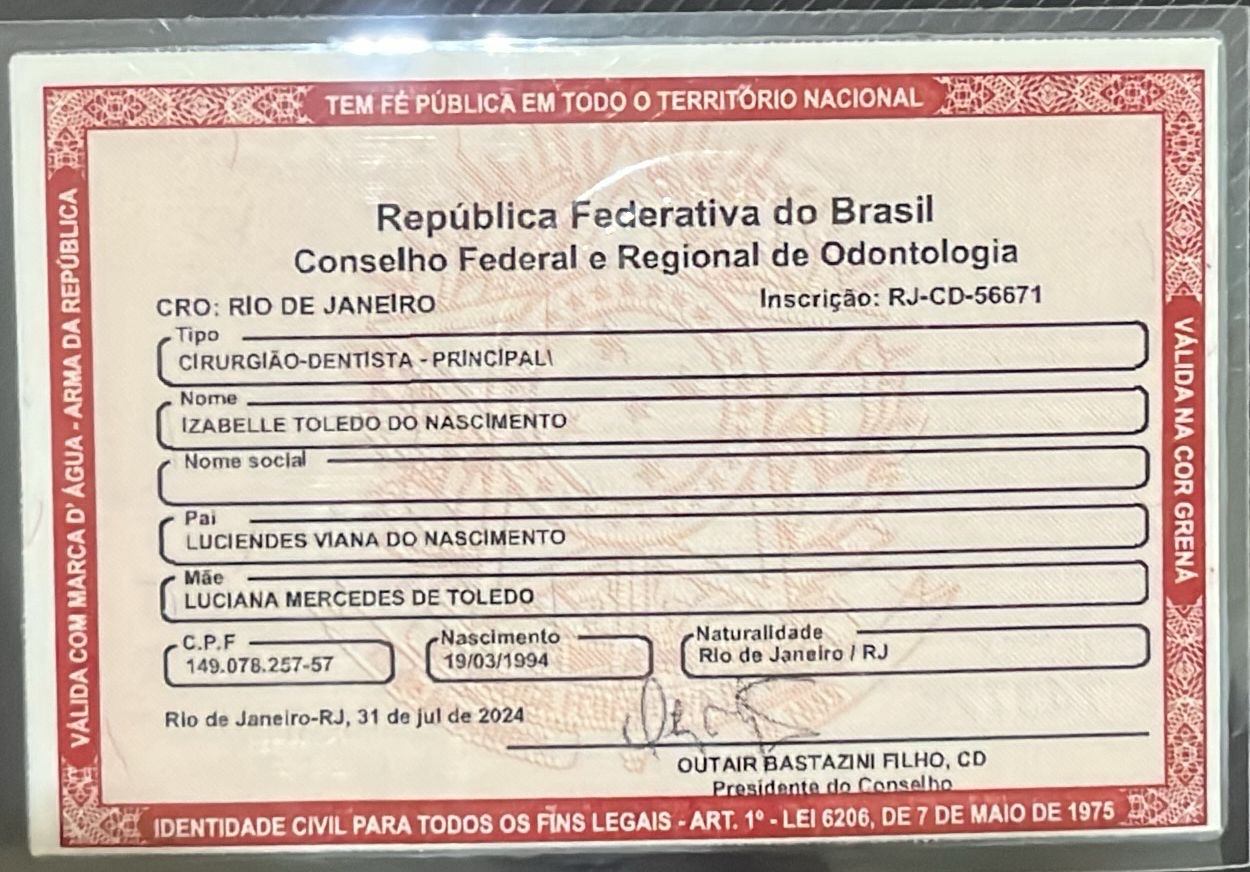 TEM FÉ PÚBLICA EM TODO O TERRITÓRIO NACIONAL
VÁLIDA COM MARCA D' ÁGUA - ARMA DA REPÚBLICA
República Federativa do Brasil
Conselho Federal e Regional de Odontologia
CRO: RIO DE JANEIRO Inscrição: RJ-CD-56671
Tipo
CIRURGIÃO-DENTISTA - PRINCIPAL\
Nome
IZABELLE TOLEDO DO NASCIMENTO
Nome social
Pai
LUCIENDES VIANA DO NASCIMENTO
Mãe
LUCIANA MERCEDES DE TOLEDO
C.P.F Nascimento Naturalidade
149.078.257-57 19/03/1994 Rio de Janeiro / RJ
Rio de Janeiro-RJ, 31 de jul de 2024
OUTAIR BASTAZINI FILHO, CD
Presidente do Conselho
VÁLIDA NA COR GRENÁ
IDENTIDADE CIVIL PARA TODOS OS FINS LEGAIS - ART. 1º - LEI 6206, DE 7 DE MAIO DE 1975